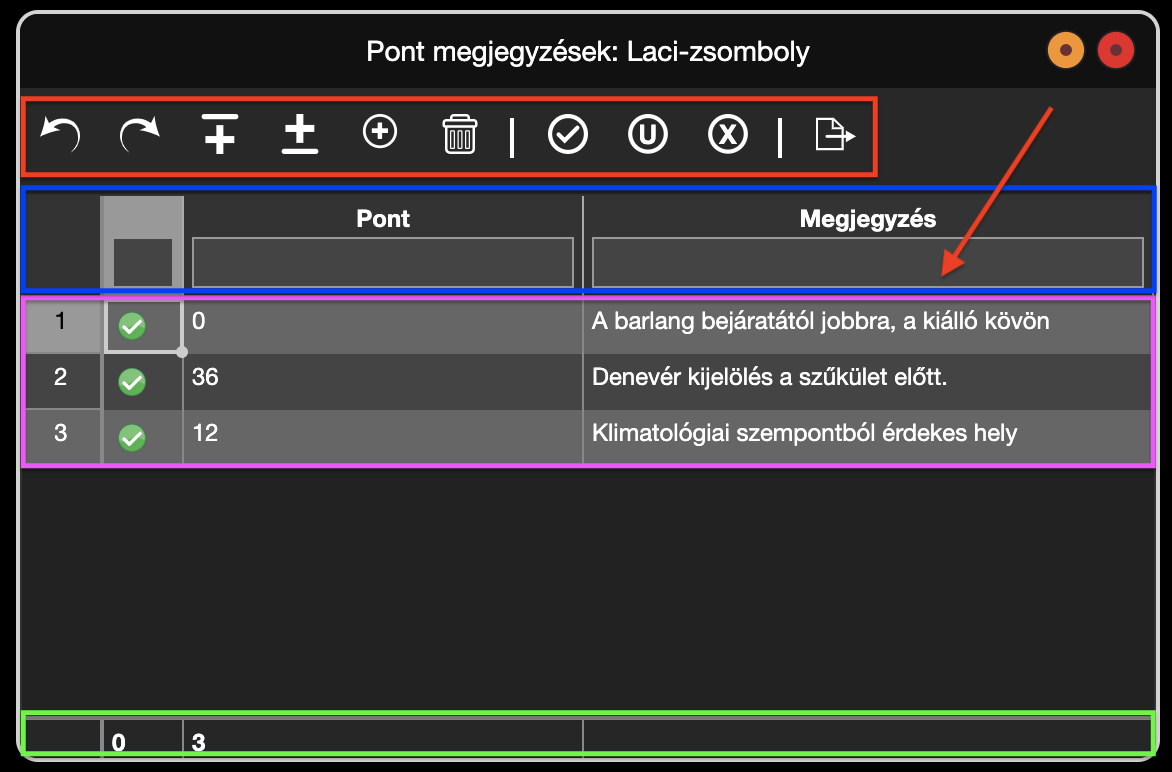 Pont megjegyzések: Laci-zsomboly
U X
Pont Megjegyzés
1 0 A barlang bejáratától jobbra, a kiálló kövön
2 36 Denevér kijelölés a szűkület előtt.
3 12 Klimatológiai szempontból érdekes hely
0 3